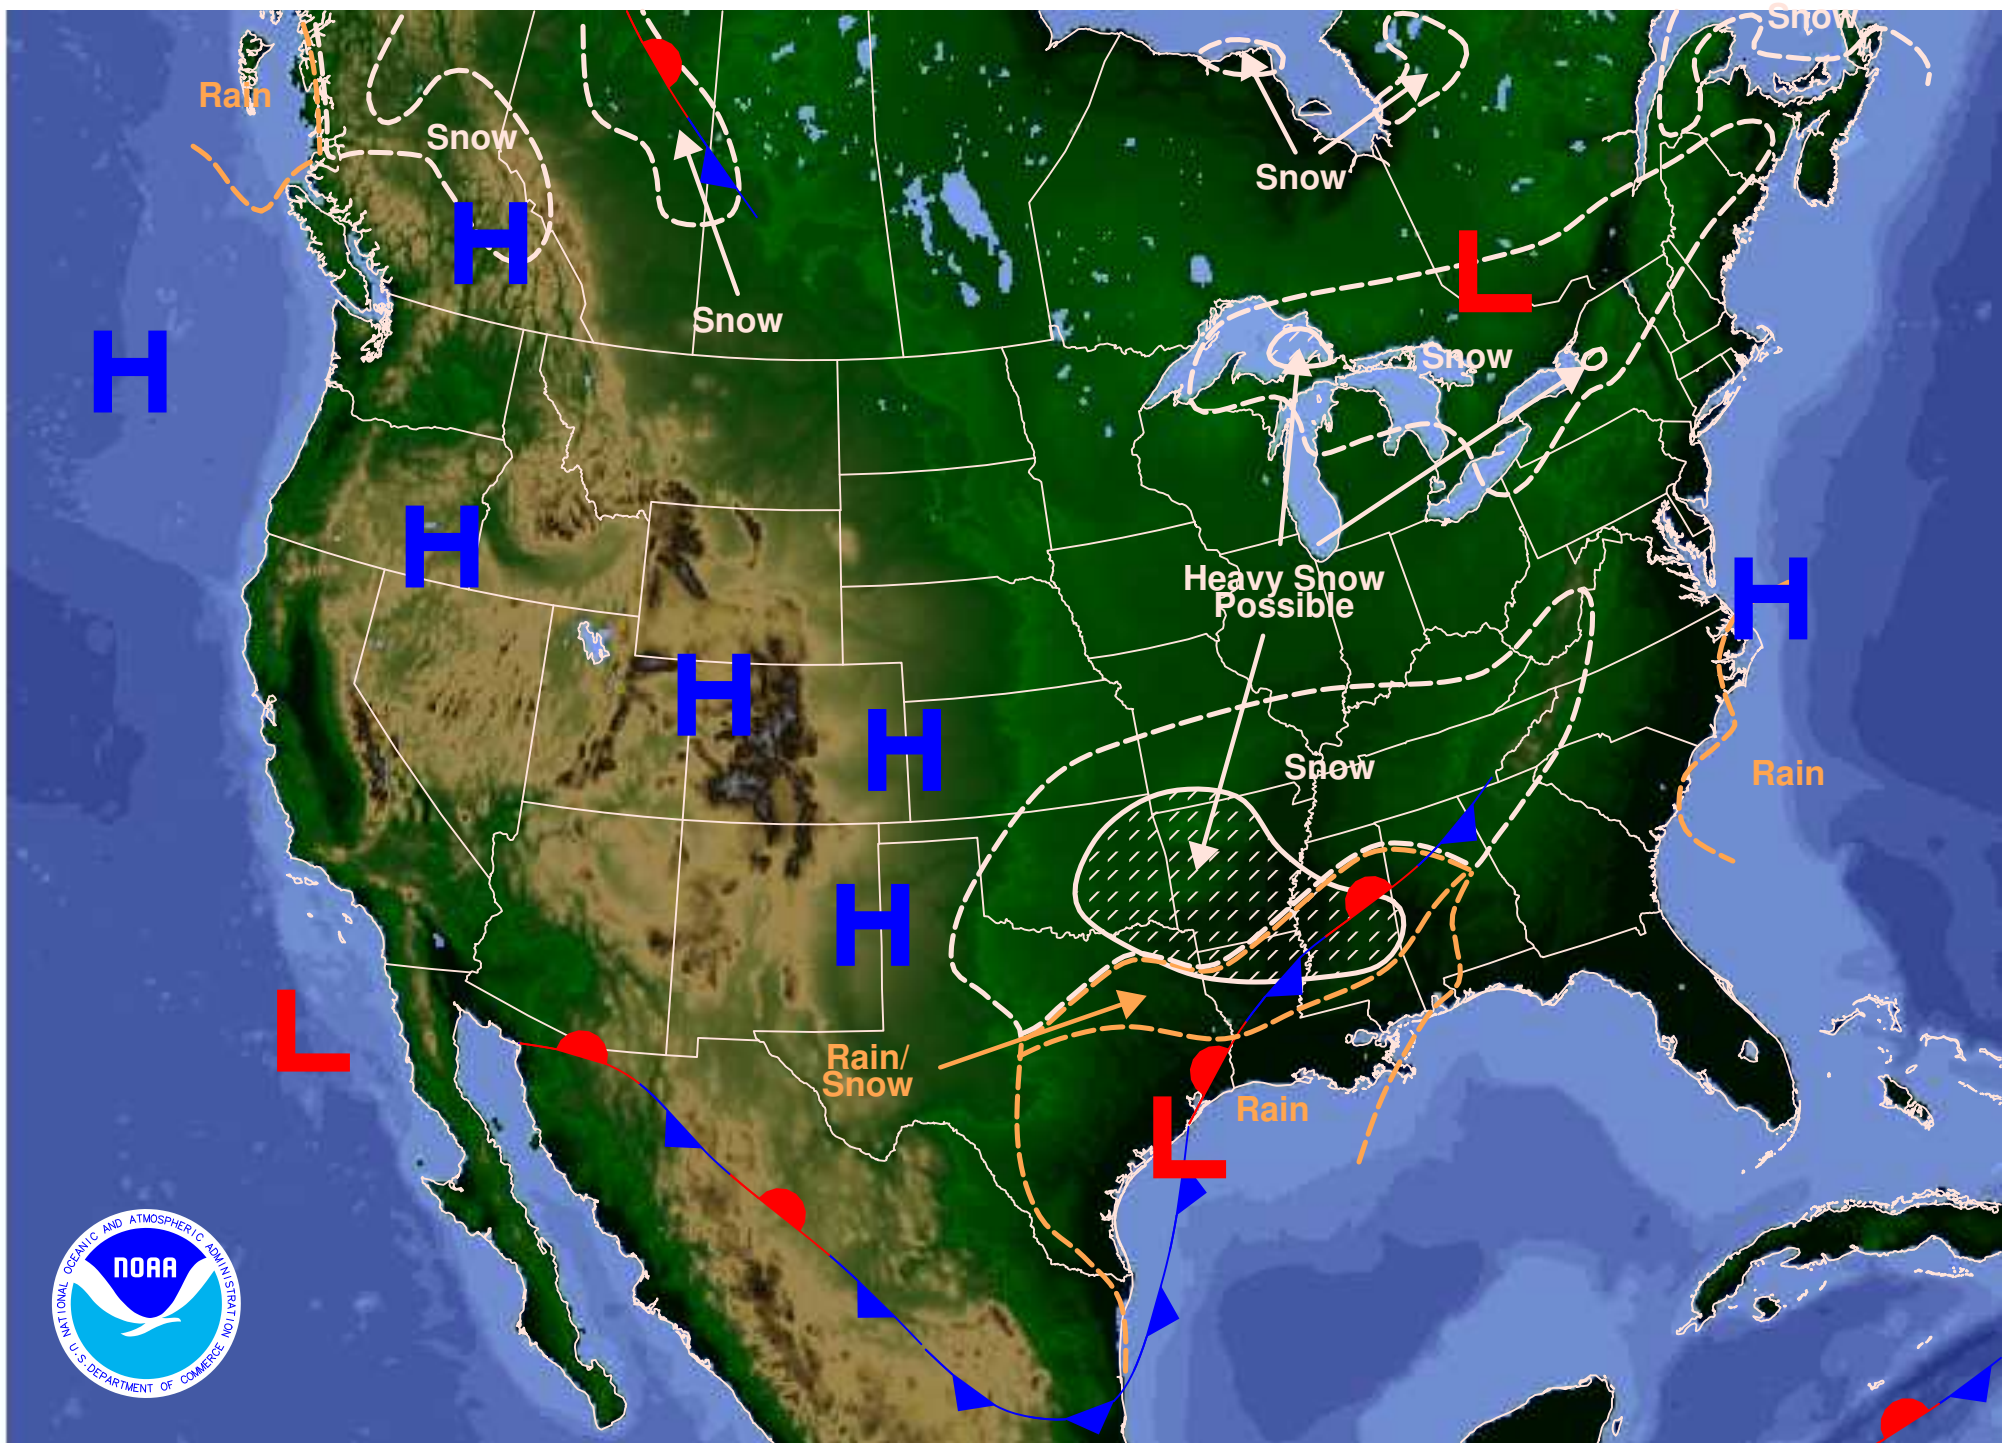 Snow
Rain
Snow
Snow
Snow
L
H
Snow
H
Snow
H
Heavy Snow
Possible
H
H
H
Snow
Rain
H
L
Rain/
Snow
L
Rain
NATIONAL OCEANIC AND ATMOSPHERIC ADMINISTRATION
NOAA
U.S. DEPARTMENT OF COMMERCE